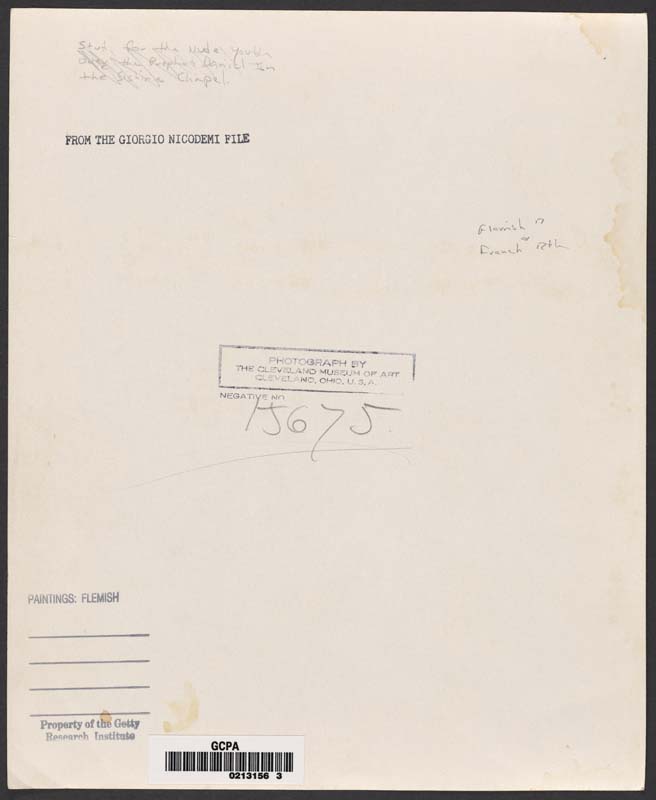 Study for the Nude Youth
over the Prophet Daniel in
the Sistine Chapel.
FROM THE GIORGIO NICODEMI FILE
Flemish
French 17th
PHOTOGRAPH BY
THE CLEVELAND MUSEUM OF ART
CLEVELAND, OHIO, U.S.A.
NEGATIVE NO
15675
PAINTINGS: FLEMISH
Property of the Getty
Research Institute
GCPA
0213156 3